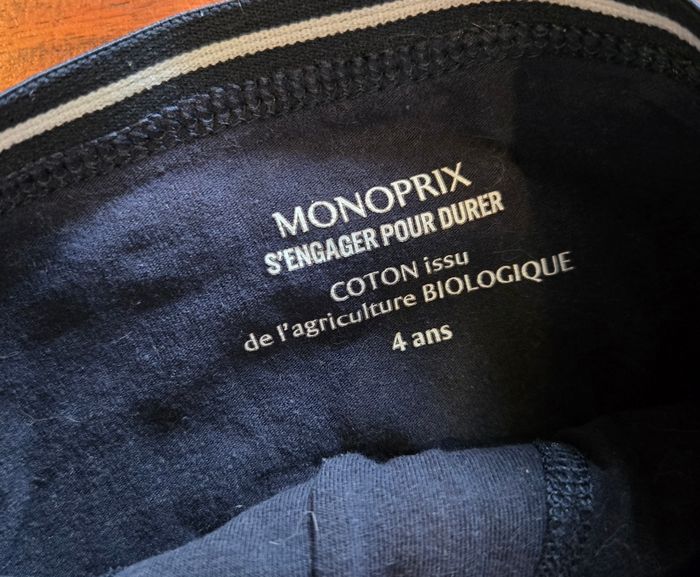 MONOPRIX
S'ENGAGER POUR DURER
COTON issu
de l'agriculture BIOLOGIQUE
4 ans